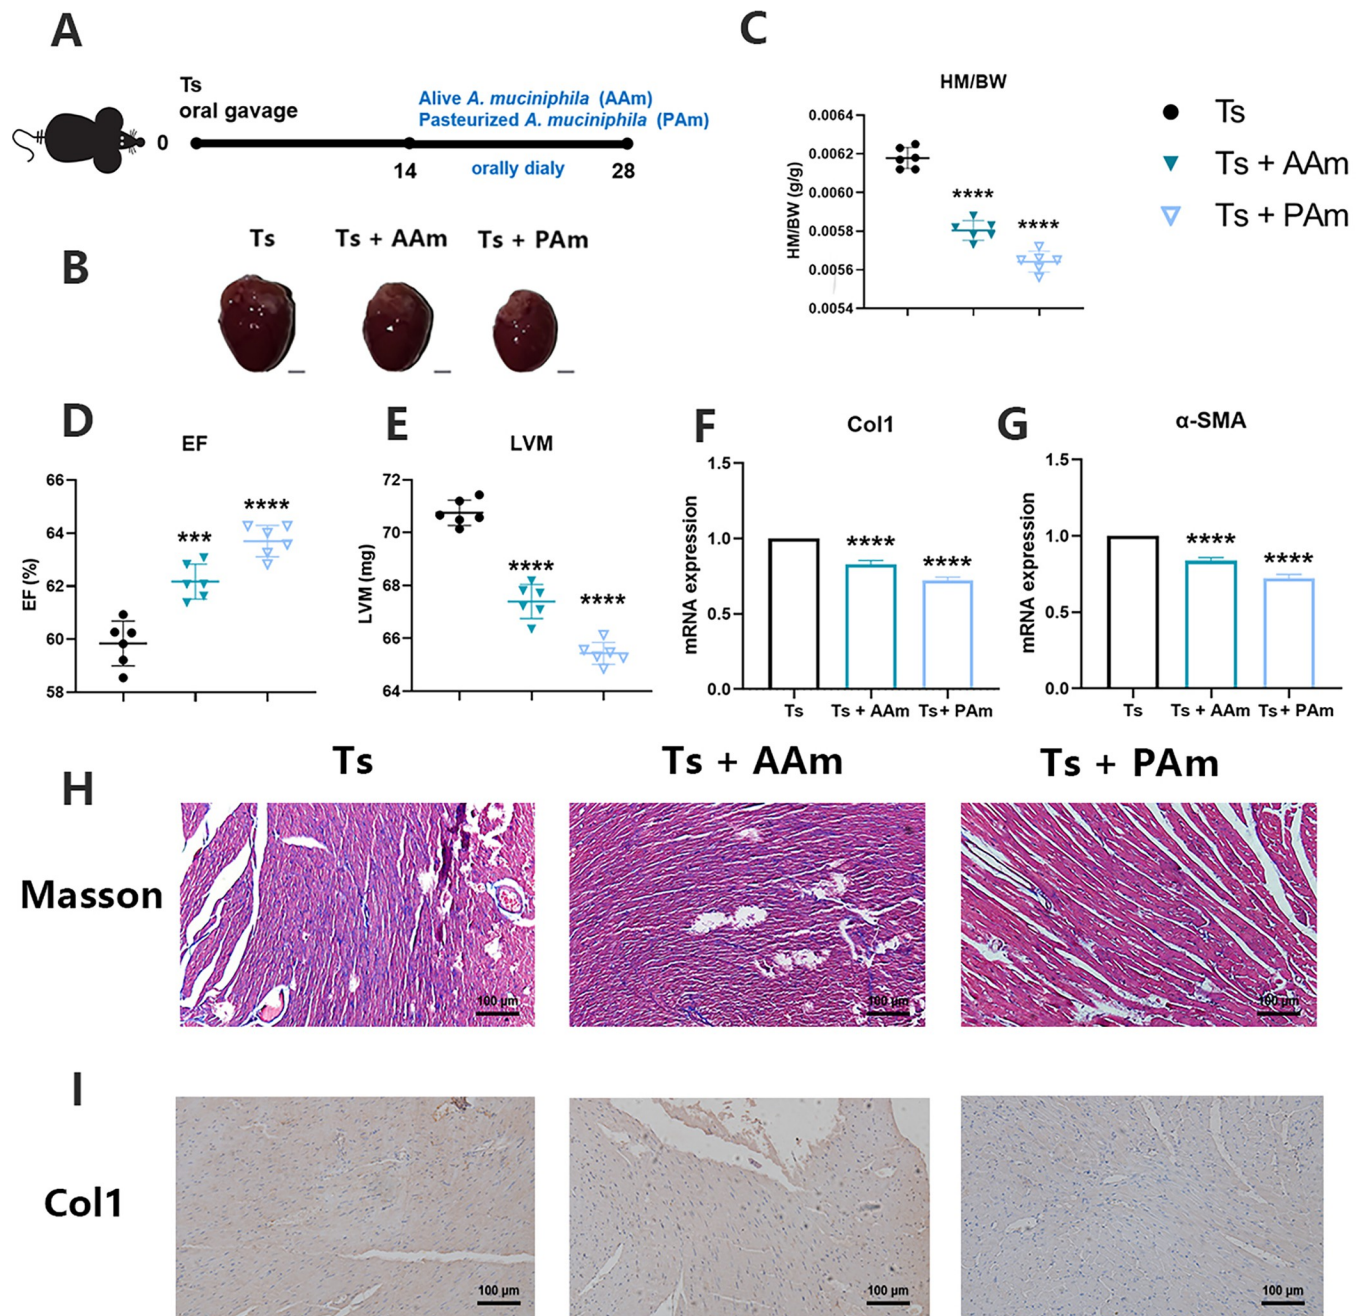 A
Ts
oral gavage
Alive A. muciniphila (AAm)
Pasteurized A. muciniphila (PAm)
0
14
orally dialy
28
C
HM/BW
HM/BW (g/g)
0.0064
0.0062
0.0060
0.0058
0.0056
0.0054
****
****
Ts
Ts + AAm
Ts + PAm
B
Ts
Ts + AAm
Ts + PAm
D
EF
EF (%)
66
64
62
60
58
***
****
E
LVM
LVM (mg)
72
70
68
66
64
****
****
F
Col1
mRNA expression
1.5
1.0
0.5
0.0
****
****
Ts
Ts + AAm
Ts + PAm
G
α-SMA
mRNA expression
1.5
1.0
0.5
0.0
****
****
Ts
Ts + AAm
Ts + PAm
H
Ts
Ts + AAm
Ts + PAm
Masson
100 μm
100 μm
100 μm
I
Col1
100 μm
100 μm
100 μm